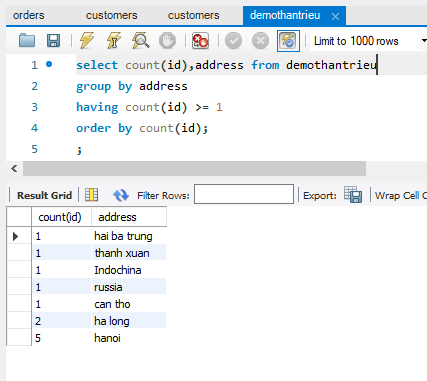 orders customers customers demothantrieu ×
Limit to 1000 rows
1 select count(id),address from demothantrieu
2 group by address
3 having count(id) >= 1
4 order by count(id);
5 ;
Result Grid Filter Rows: Export: Wrap Cell C
count(id) address
1 hai ba trung
1 thanh xuan
1 Indochina
1 russia
1 can tho
2 ha long
5 hanoi